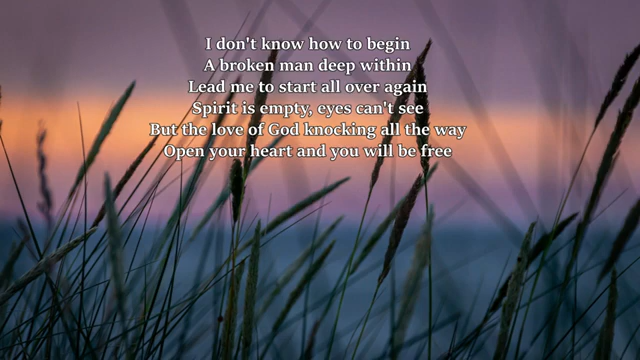 I don't know how to begin
A broken man deep within
Lead me to start all over again
Spirit is empty, eyes can't see
But the love of God knocking all the way
Open your heart and you will be free